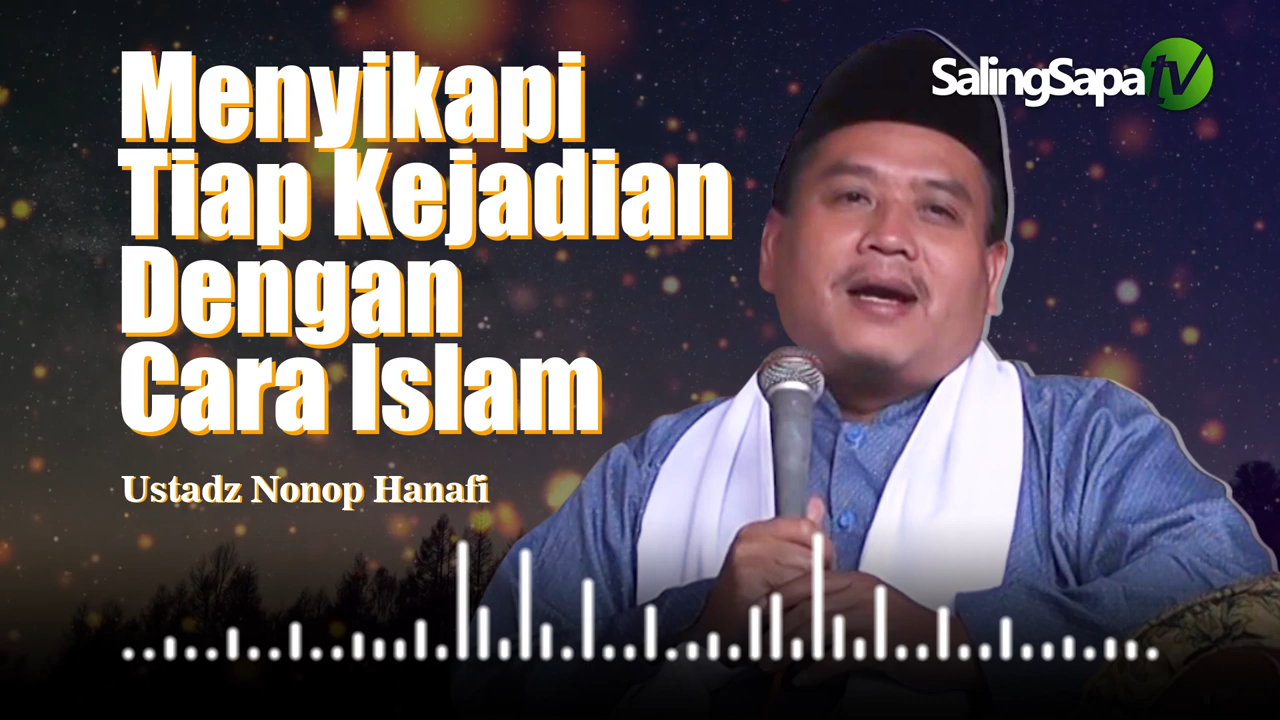 Menyikapi
Tiap Kejadian
Dengan
Cara Islam
Ustadz Nonop Hanafi
SalingSapa tv